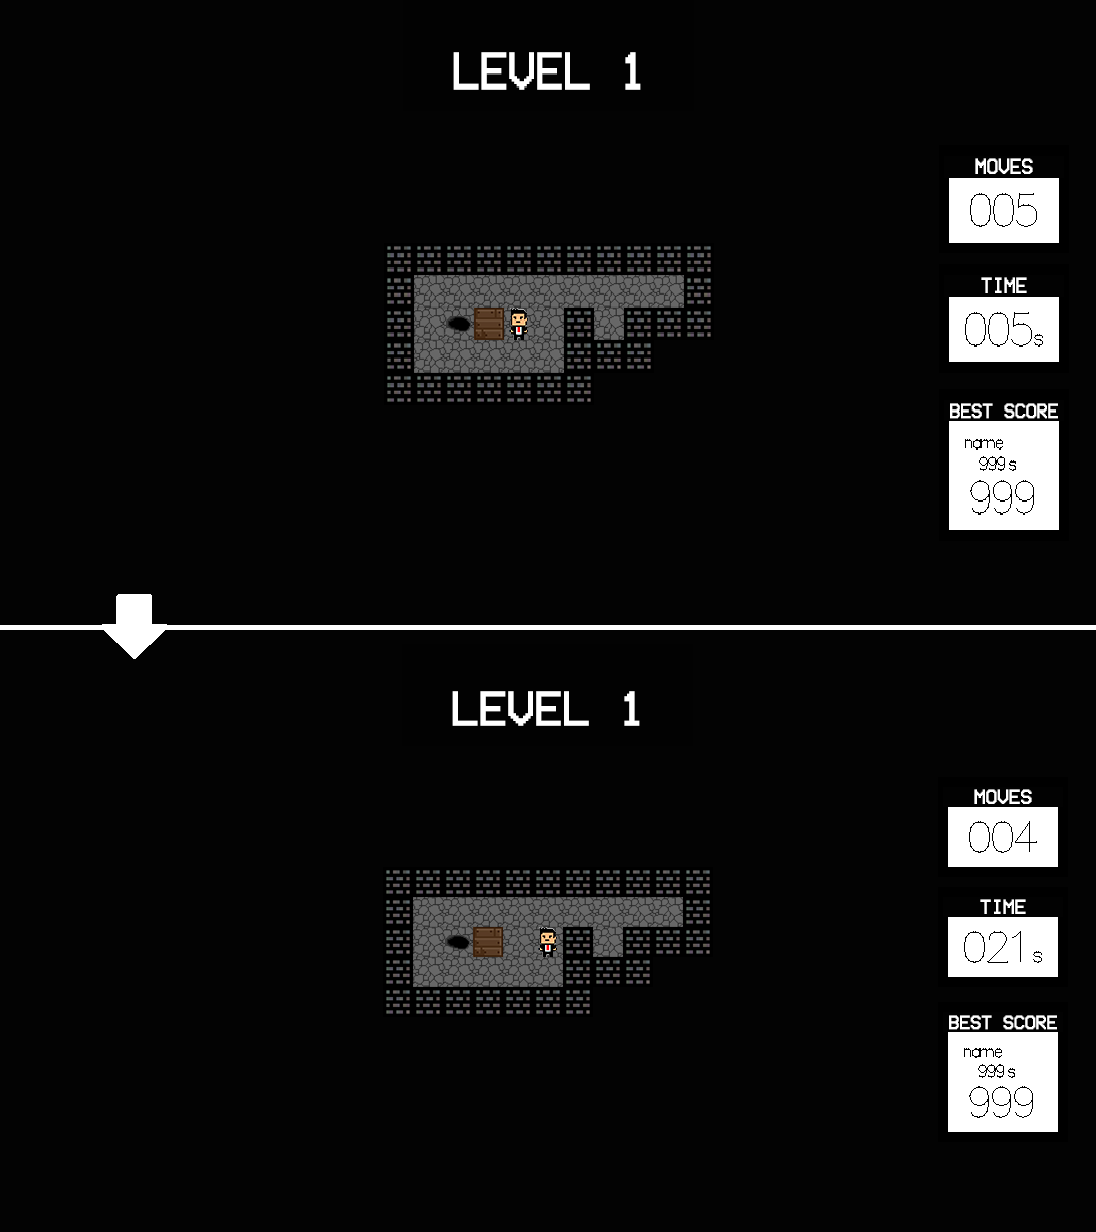 LEVEL 1
MOVES
005
TIME
005s
BEST SCORE
name
999 s
999
LEVEL 1
MOVES
004
TIME
021 s
BEST SCORE
name
999 s
999